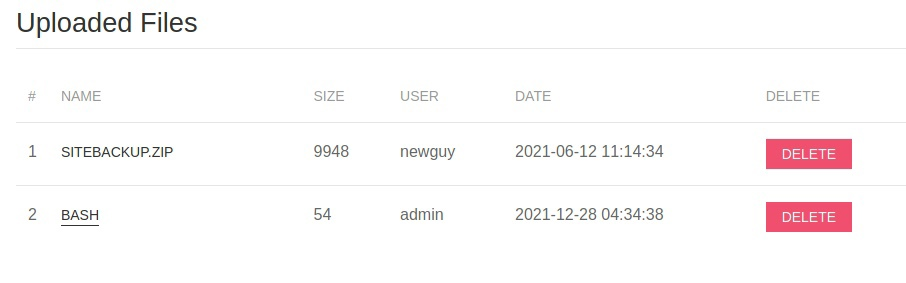 Uploaded Files
# NAME SIZE USER DATE DELETE
1 SITEBACKUP.ZIP 9948 newguy 2021-06-12 11:14:34 DELETE
2 BASH 54 admin 2021-12-28 04:34:38 DELETE